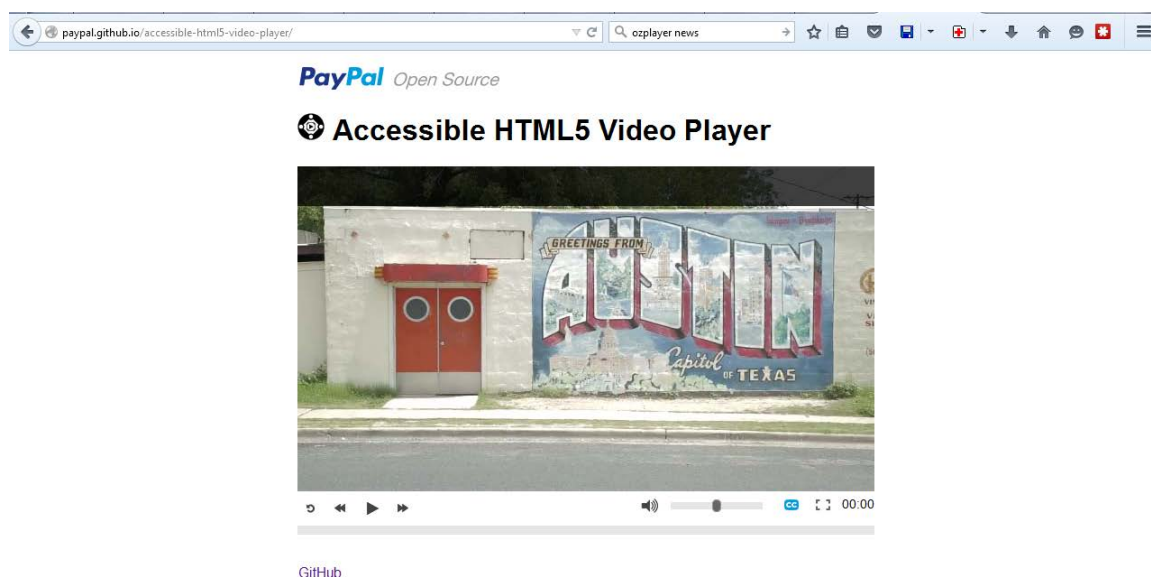 paypal.github.io/accessible-html5-video-player/
ozplayer news
PayPal Open Source
Accessible HTML5 Video Player
GREETINGS FROM
AUSTIN
Capitol
OF TEXAS
CC
00:00
GitHub